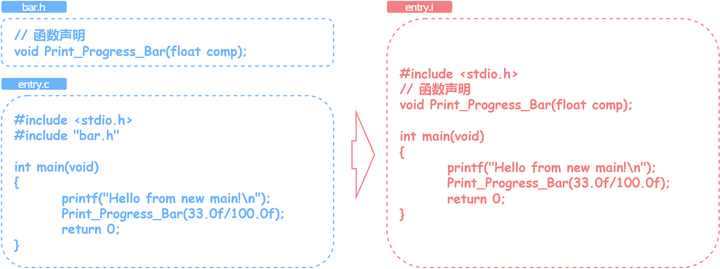 bar.h
// 函数声明
void Print_Progress_Bar(float comp);
entry.c
#include <stdio.h>
#include "bar.h"
int main(void)
{
printf("Hello from new main!\n");
Print_Progress_Bar(33.0f/100.0f);
return 0;
}
entry.i
#include <stdio.h>
// 函数声明
void Print_Progress_Bar(float comp);
int main(void)
{
printf("Hello from new main!\n");
Print_Progress_Bar(33.0f/100.0f);
return 0;
}